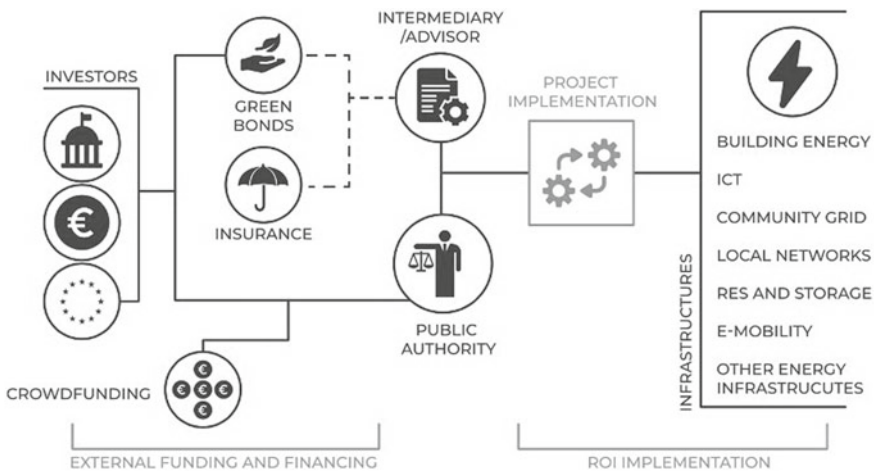 INVESTORS
GREEN
BONDS
INSURANCE
CROWDFUNDING
EXTERNAL FUNDING AND FINANCING
INTERMEDIARY
/ADVISOR
PUBLIC
AUTHORITY
PROJECT
IMPLEMENTATION
INFRASTRUCTURES
BUILDING ENERGY
ICT
COMMUNITY GRID
LOCAL NETWORKS
RES AND STORAGE
E-MOBILITY
OTHER ENERGY
INFRASTRUCUTES
ROI IMPLEMENTATION